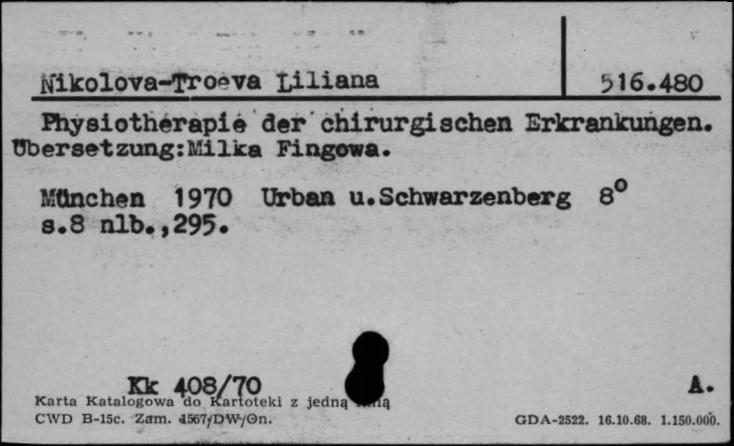 Nikolova-Troeva Liliana 516.480
Physiotherapie der chirurgischen Erkrankungen.
Übersetzung:Milka Fingowa.
München 1970 Urban u.Schwarzenberg 8°
s.8 nlb.,295.
Kk 408/70 A.
Karta Katalogowa do Kartoteki z jedną
CWD B-15c. Zam. 4567/DW/On. GDA-2522. 16.10.68. 1.150.000.